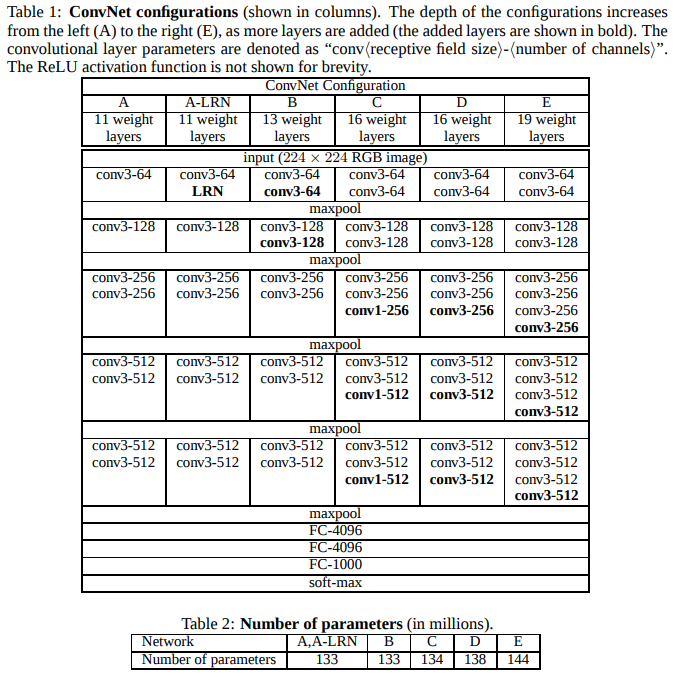 Table 1: ConvNet configurations (shown in columns). The depth of the configurations increases
from the left (A) to the right (E), as more layers are added (the added layers are shown in bold). The
convolutional layer parameters are denoted as “conv⟨receptive field size⟩-⟨number of channels⟩”.
The ReLU activation function is not shown for brevity.
ConvNet Configuration
A A-LRN B C D E
11 weight 11 weight 13 weight 16 weight 16 weight 19 weight
layers layers layers layers layers layers
input (224 × 224 RGB image)
conv3-64 conv3-64 conv3-64 conv3-64 conv3-64 conv3-64
LRN conv3-64 conv3-64 conv3-64 conv3-64
maxpool
conv3-128 conv3-128 conv3-128 conv3-128 conv3-128 conv3-128
conv3-128 conv3-128 conv3-128 conv3-128
maxpool
conv3-256 conv3-256 conv3-256 conv3-256 conv3-256 conv3-256
conv3-256 conv3-256 conv3-256 conv3-256 conv3-256 conv3-256
conv1-256 conv3-256 conv3-256
conv3-256
maxpool
conv3-512 conv3-512 conv3-512 conv3-512 conv3-512 conv3-512
conv3-512 conv3-512 conv3-512 conv3-512 conv3-512 conv3-512
conv1-512 conv3-512 conv3-512
conv3-512
maxpool
conv3-512 conv3-512 conv3-512 conv3-512 conv3-512 conv3-512
conv3-512 conv3-512 conv3-512 conv3-512 conv3-512 conv3-512
conv1-512 conv3-512 conv3-512
conv3-512
maxpool
FC-4096
FC-4096
FC-1000
soft-max
Table 2: Number of parameters (in millions).
Network A,A-LRN B C D E
Number of parameters 133 133 134 138 144